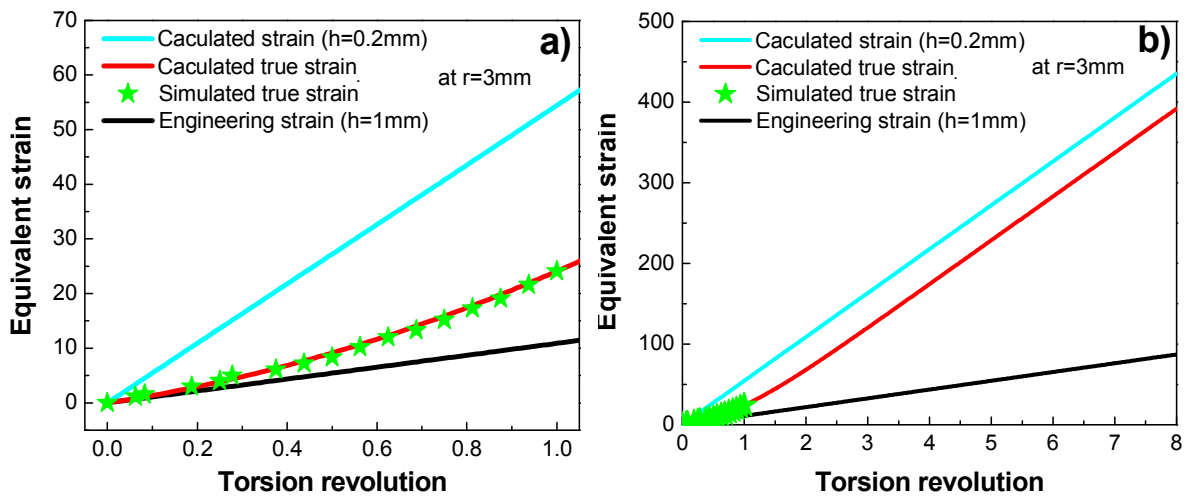 a)
Caculated strain (h=0.2mm)
Caculated true strain
Simulated true strain
Engineering strain (h=1mm)
at r=3mm
Equivalent strain
70
60
50
40
30
20
10
0
0.0 0.2 0.4 0.6 0.8 1.0
Torsion revolution
b)
Caculated strain (h=0.2mm)
Caculated true strain
Simulated true strain
Engineering strain (h=1mm)
at r=3mm
Equivalent strain
500
400
300
200
100
0
0 1 2 3 4 5 6 7 8
Torsion revolution